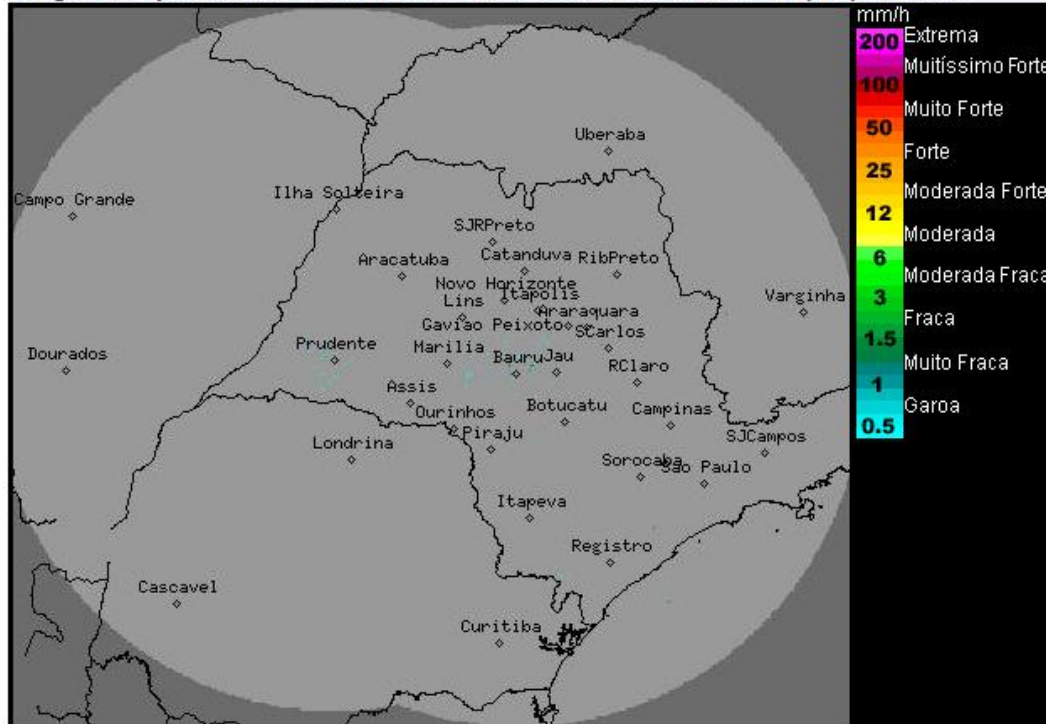 mm/h
200 Extrema
Muitíssimo Forte
100
Muito Forte
50
Forte
25
Moderada Forte
12
Moderada
6
Moderada Fraca
3
Fraca
1.5
Muito Fraca
1
Garoa
0.5
Uberaba
Ilha Solteira
Campo Grande
SJRPreto
Aracatuba
Catanduva
RibPreto
Novo Horizonte
Itapolis
Lins
Araraquara
Gaviao Peixoto
SCarlos
Varginha
Dourados
Prudente
Marilia
Bauru
Jau
RClaro
Assis
Ourinhos
Botucatu
Campinas
Piraju
Londrina
SJCampos
Sorocaba
Sao Paulo
Itapeva
Registro
Cascavel
Curitiba